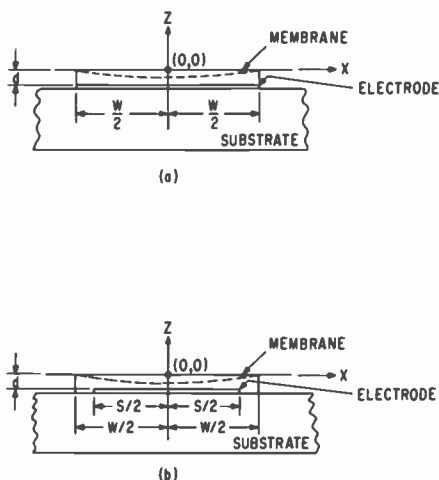 Z
(0,0)
MEMBRANE
X
d
ELECTRODE
W/2
W/2
SUBSTRATE
(a)
Z
(0,0)
MEMBRANE
X
d
ELECTRODE
S/2
S/2
W/2
W/2
SUBSTRATE
(b)